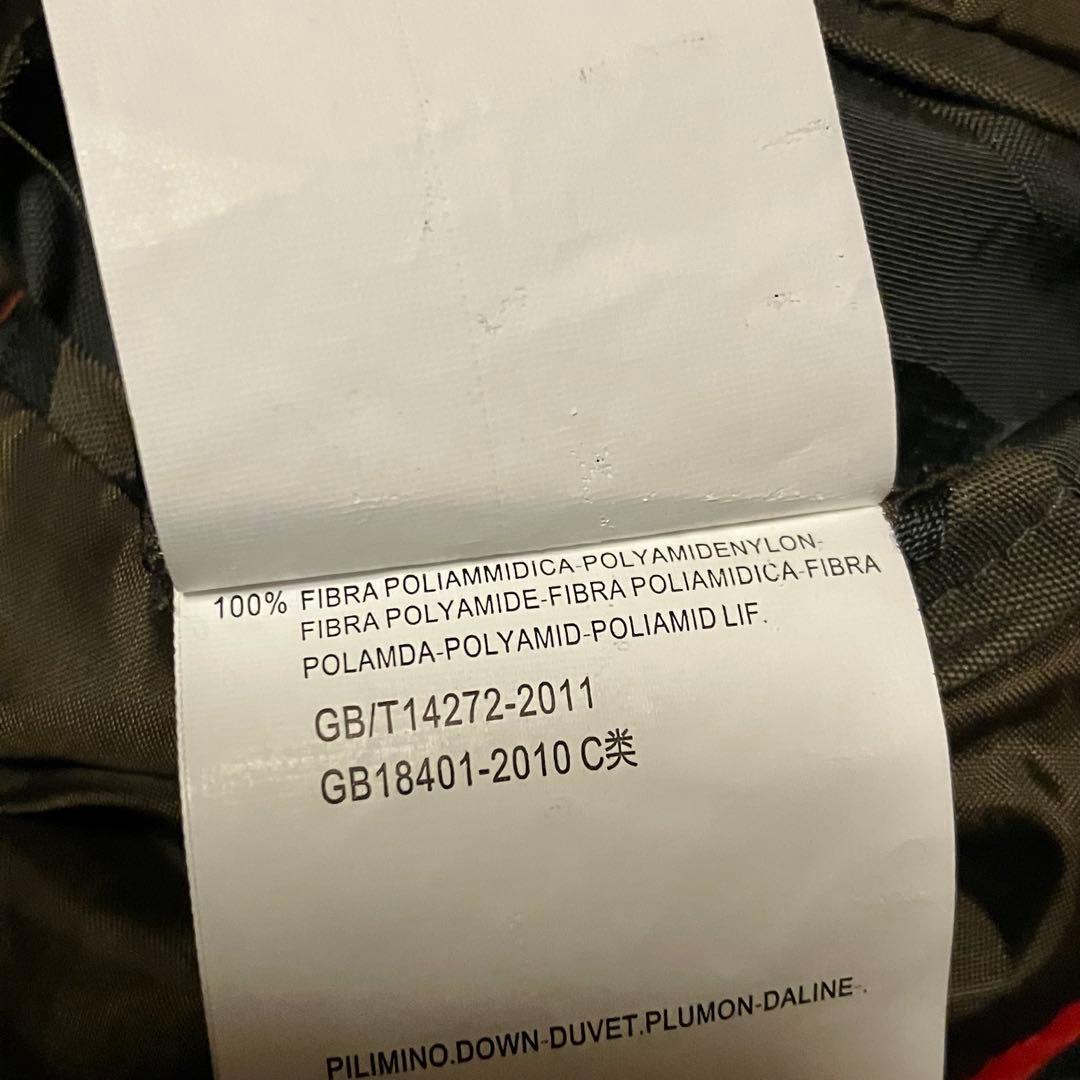 100% FIBRA POLIAMMIDICA-POLYAMIDENYLON-
FIBRA POLYAMIDE-FIBRA POLIAMIDICA-FIBRA
POLAMDA-POLYAMID-POLIAMID LIF.
GB/T14272-2011
GB18401-2010 C类
PILIMINO.DOWN-DUVET.PLUMON-DALINE-.